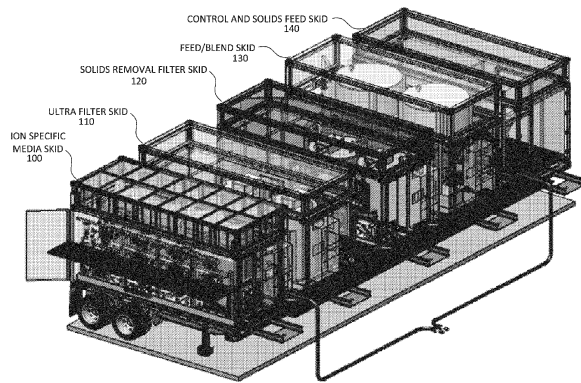 CONTROL AND SOLIDS FEED SKID
140
FEED/BLEND SKID
130
SOLIDS REMOVAL FILTER SKID
120
ULTRA FILTER SKID
110
ION SPECIFIC
MEDIA SKID
100